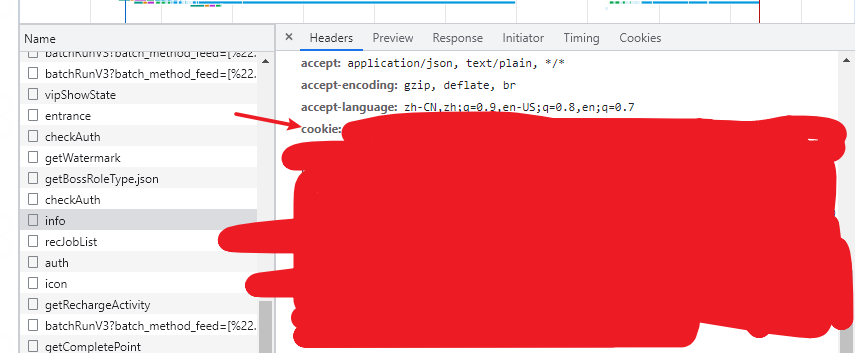 Name
× Headers Preview Response Initiator Timing Cookies
batchRunV3?batch_method_feed=[%22.
accept: application/json, text/plain, */*
batchRunV3?batch_method_feed=[%22.
accept-encoding: gzip, deflate, br
vipShowState
accept-language: zh-CN,zh;q=0.9,en-US;q=0.8,en;q=0.7
entrance
cookie:
checkAuth
getWatermark
getBossRoleType.json
checkAuth
info
recJobList
auth
icon
getRechargeActivity
batchRunV3?batch_method_feed=[%22.
getCompletePoint